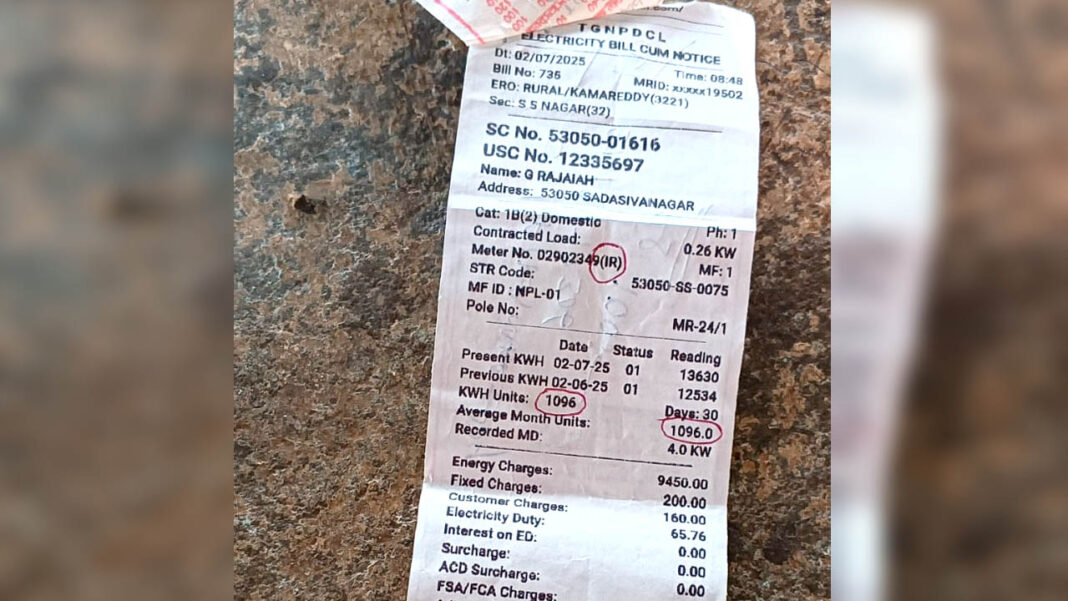 .com/
TGNPDCL
ELECTRICITY BILL CUM NOTICE
Dt: 02/07/2025 Time: 08:48
Bill No: 735 MRID: xxxxx19502
ERO: RURAL/KAMAREDDY(3221)
Sec: S S NAGAR(32)
SC No. 53050-01616
USC No. 12335697
Name: G RAJAIAH
Address: 53050 SADASIVANAGAR
Cat: 1B(2) Domestic Ph: 1
Contracted Load: 0.26 KW
Meter No. 02902349(IR) MF: 1
STR Code: 53050-SS-0075
MF ID : NPL-01
Pole No: MR-24/1
Date Status Reading
Present KWH 02-07-25 01 13630
Previous KWH 02-06-25 01 12534
KWH Units: 1096 Days: 30
Average Month Units: 1096.0
Recorded MD: 4.0 KW
Energy Charges: 9450.00
Fixed Charges: 200.00
Customer Charges: 160.00
Electricity Duty: 65.76
Interest on ED: 0.00
Surcharge: 0.00
ACD Surcharge: 0.00
FSA/FCA Charges: